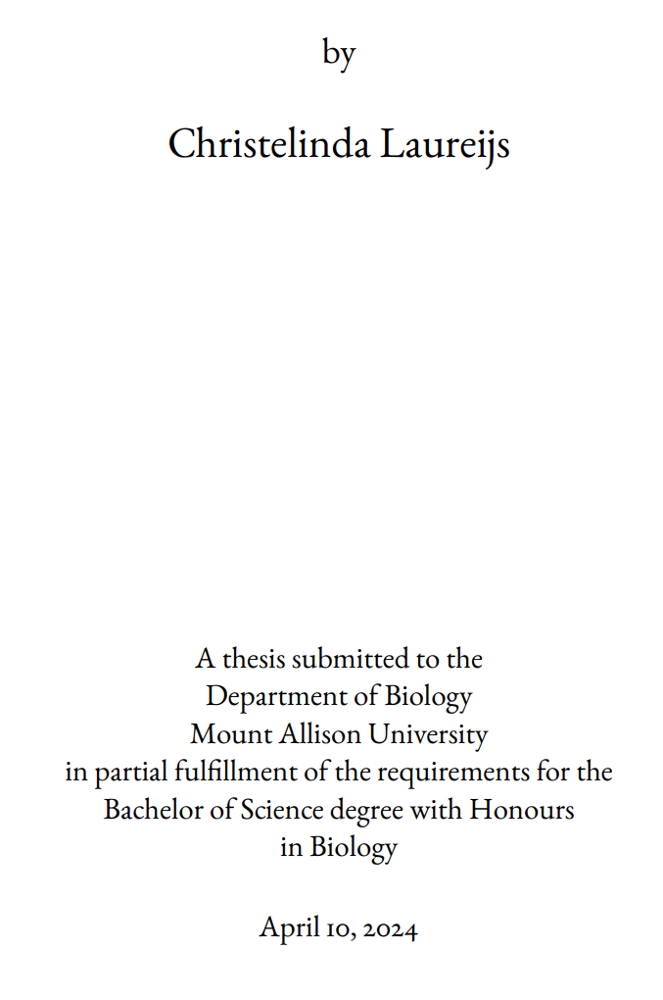 by
Christelinda Laureijs
A thesis submitted to the
Department of Biology
Mount Allison University
in partial fulfillment of the requirements for the
Bachelor of Science degree with Honours
in Biology
April 10, 2024